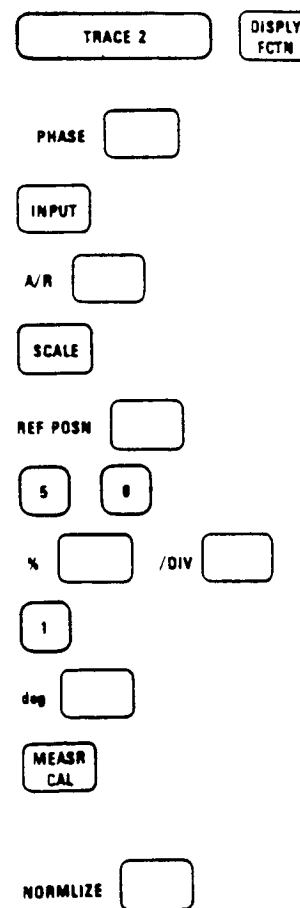 TRACE 2 DISPLY
FCTN
PHASE
INPUT
A/R
SCALE
REF POSN
5 0
% /DIV
1
deg
MEASR
CAL
NORMLIZE